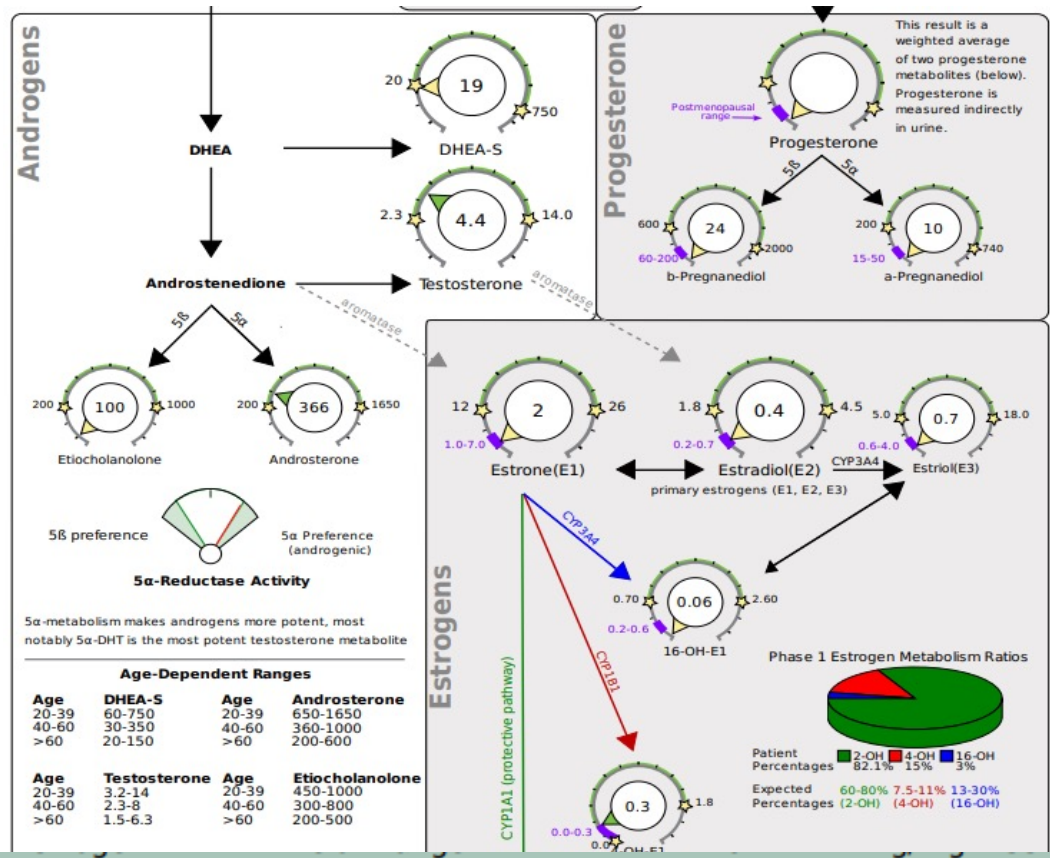 Androgens
20
19
750
DHEA
DHEA-S
2.3
4.4
14.0
Androstenedione
Testosterone
aromatase
aromatase
5ß
5α
200
100
1000
Etiocholanolone
200
366
1650
Androsterone
5ß preference
5α Preference
(androgenic)
5α-Reductase Activity
5α-metabolism makes androgens more potent, most
notably 5α-DHT is the most potent testosterone metabolite
Age-Dependent Ranges
Age DHEA-S Age Androsterone
20-39 60-750 20-39 650-1650
40-60 30-350 40-60 360-1000
>60 20-150 >60 200-600
Age Testosterone Age Etiocholanolone
20-39 3.2-14 20-39 450-1000
40-60 2.3-8 40-60 300-800
>60 1.5-6.3 >60 200-500
Progesterone
This result is a
weighted average
of two progesterone
metabolites (below).
Progesterone is
measured indirectly
in urine.
Postmenopausal
range
Progesterone
5ß
5α
600
24
2000
60-200
b-Pregnanediol
200
10
740
15-50
a-Pregnanediol
Estrogens
12
2
26
1.0-7.0
Estrone(E1)
1.8
0.4
4.5
0.2-0.7
Estradiol(E2)
5.0
0.7
18.0
0.6-4.0
Estriol(E3)
CYP3A4
primary estrogens (E1, E2, E3)
CYP3A4
0.70
0.06
2.60
0.2-0.6
16-OH-E1
CYP1B1
CYP1A1 (protective pathway)
0.3
1.8
0.0-0.3
4-OH-E1
Phase 1 Estrogen Metabolism Ratios
Patient 2-OH 4-OH 16-OH
Percentages 82.1% 15% 3%
Expected 60-80% 7.5-11% 13-30%
Percentages (2-OH) (4-OH) (16-OH)